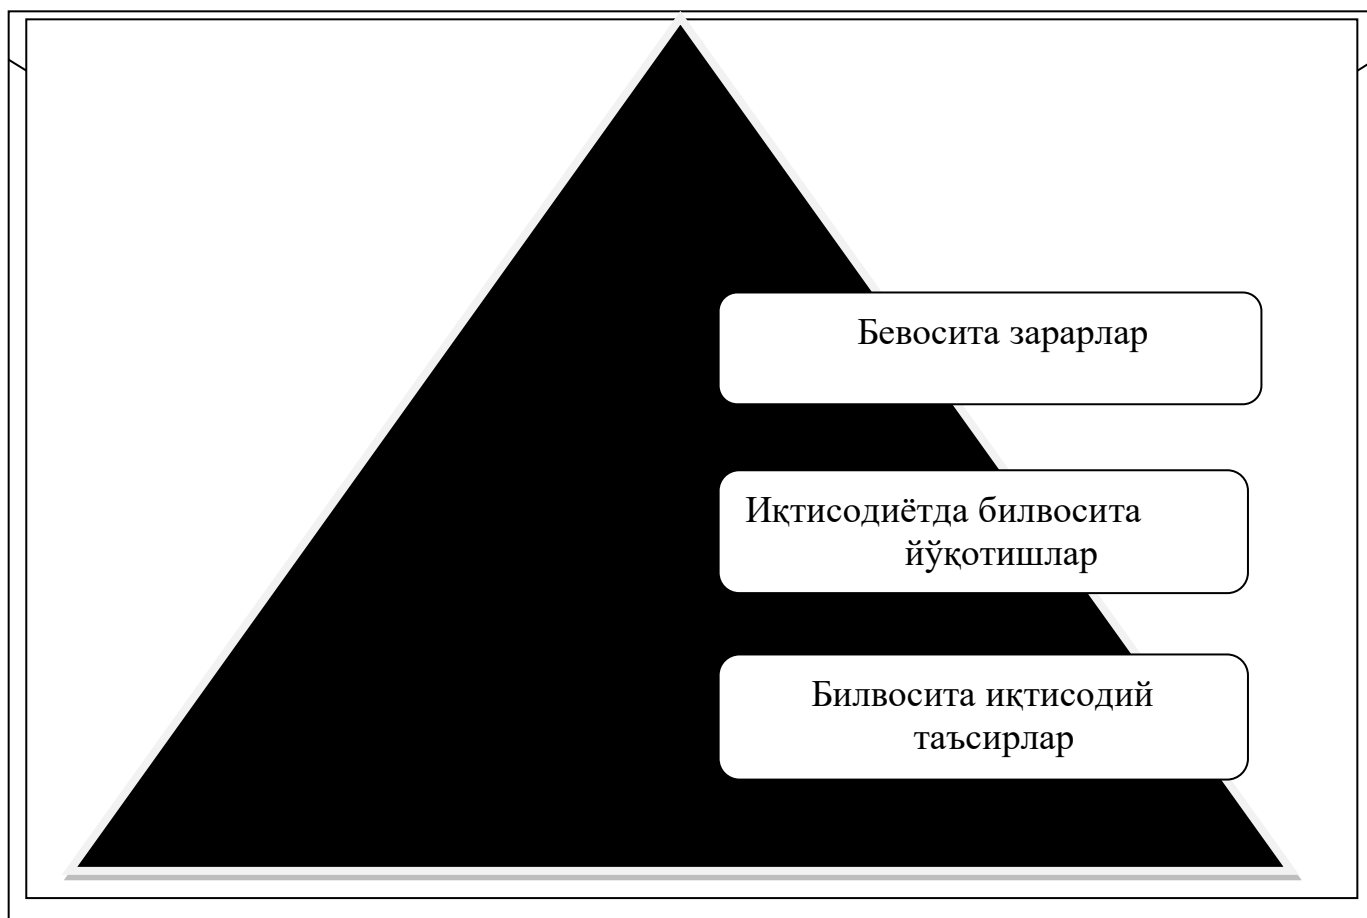 Бевосита зарарлар
Иқтисодиётда билвосита
йўқотишлар
Билвосита иқтисодий
таъсирлар